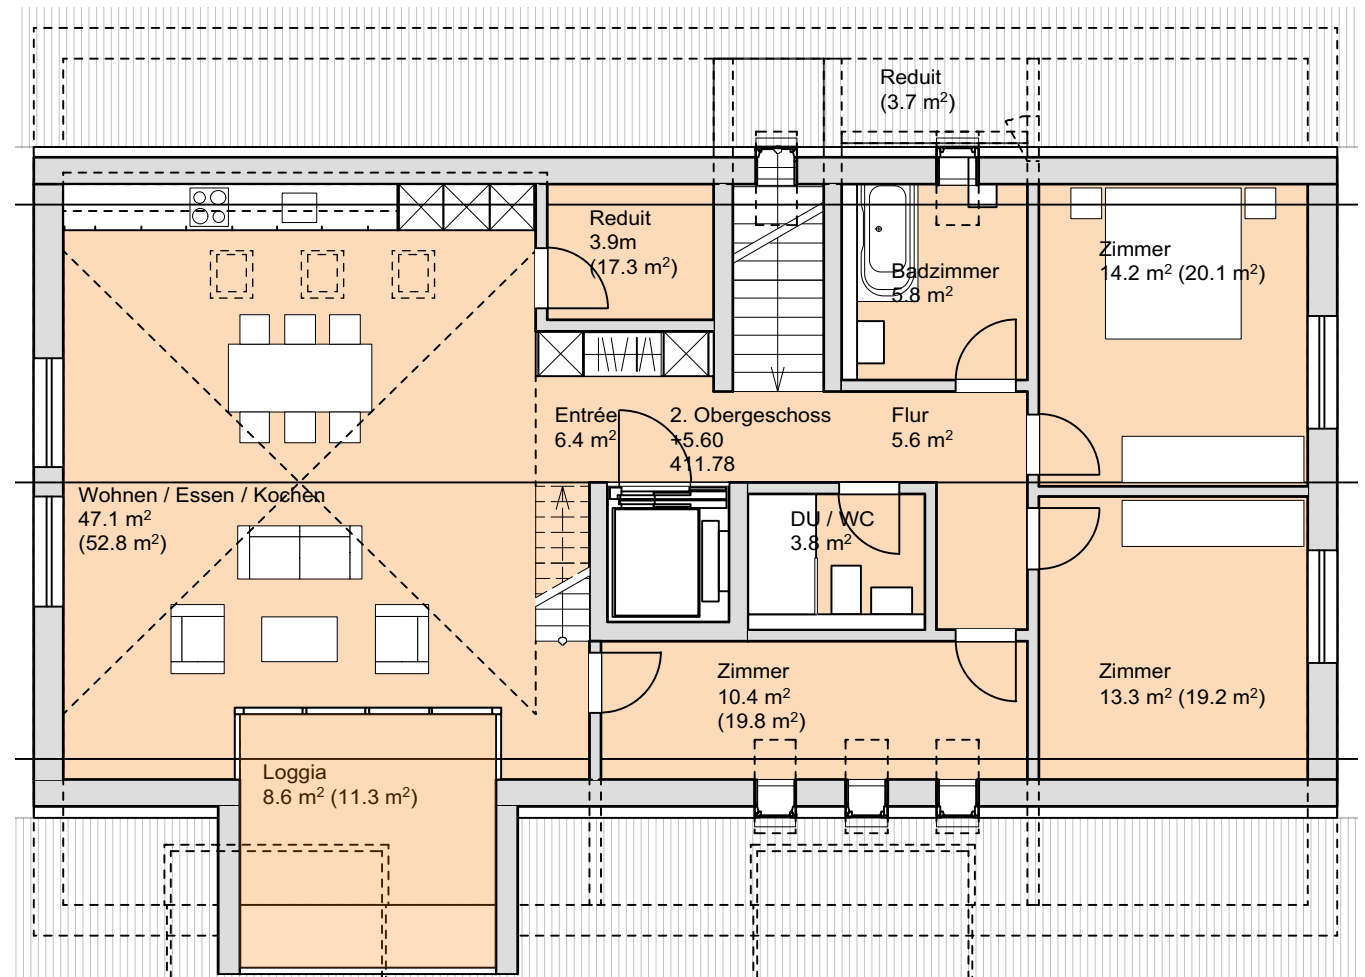 Reduit
(3.7 m²)
Reduit
3.9m
(17.3 m²)
Badzimmer
5.8 m²
Zimmer
14.2 m² (20.1 m²)
Entrée
6.4 m²
2. Obergeschoss
+5.60
411.78
Flur
5.6 m²
Wohnen / Essen / Kochen
47.1 m²
(52.8 m²)
DU / WC
3.8 m²
Zimmer
10.4 m²
(19.8 m²)
Zimmer
13.3 m² (19.2 m²)
Loggia
8.6 m² (11.3 m²)